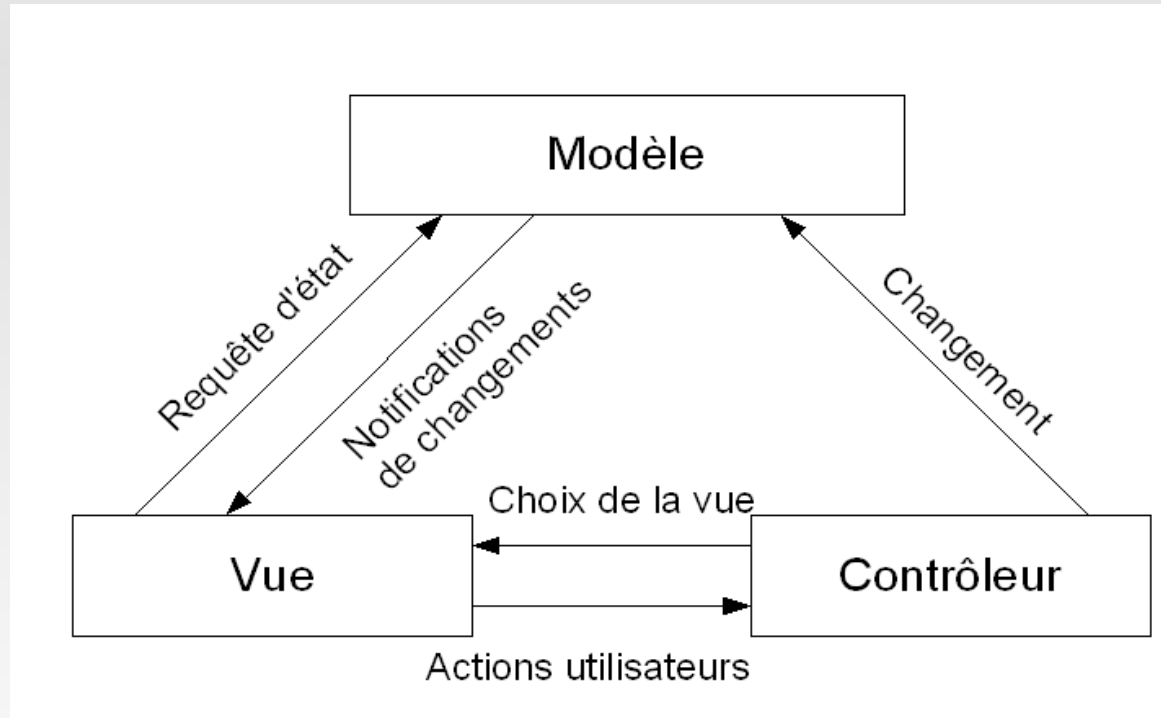 Modèle
Requête d'état
Notifications
de changements
Changement
Choix de la vue
Vue
Contrôleur
Actions utilisateurs